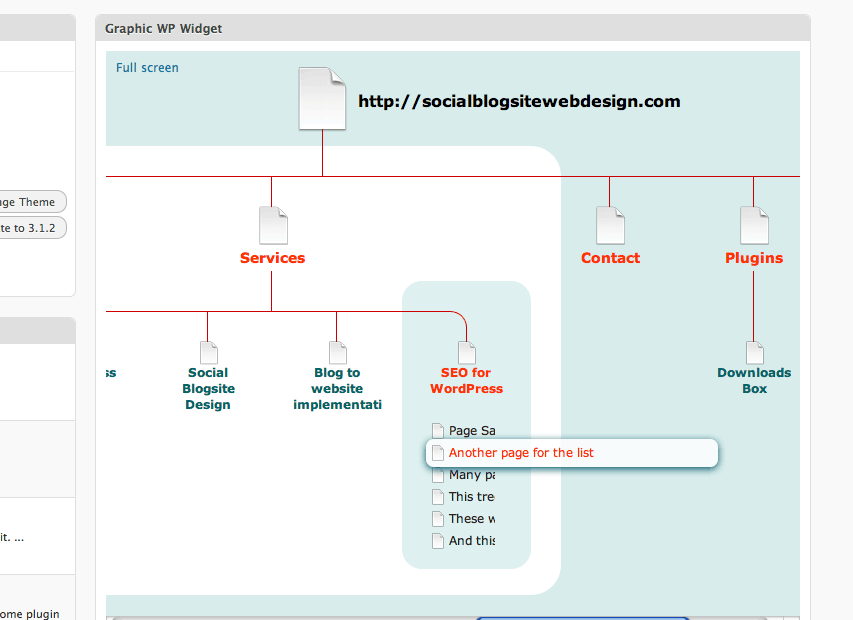 Graphic WP Widget
Full screen
http://socialblogsitewebdesign.com
nge Theme
te to 3.1.2
Services
Contact
Plugins
ss
Social
Blogsite
Design
Blog to
website
implementati
SEO for
WordPress
Downloads
Box
Page Sa
Another page for the list
Many pa
This tre
These w
And this
it. ...
ome plugin